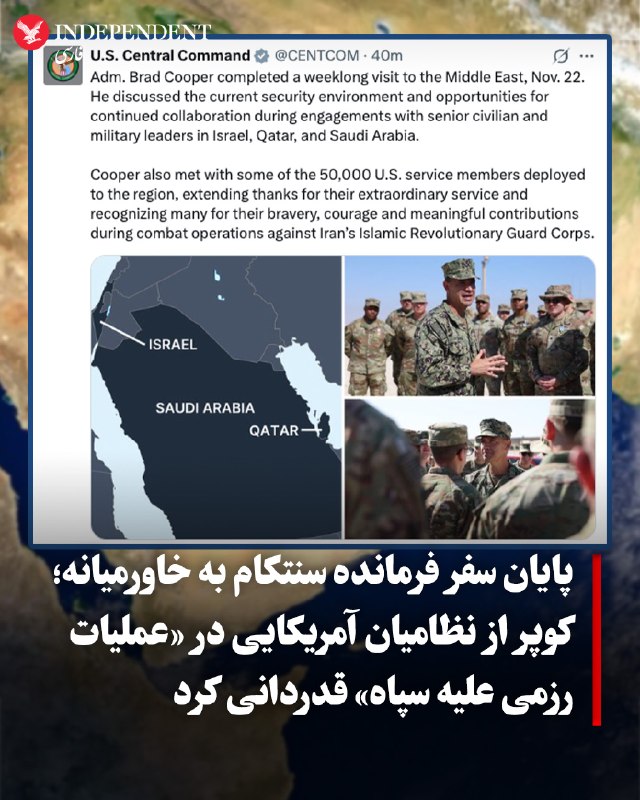 INDEPENDENT
فارسی
U.S. Central Command @CENTCOM · 40m
Adm. Brad Cooper completed a weeklong visit to the Middle East, Nov. 22.
He discussed the current security environment and opportunities for
continued collaboration during engagements with senior civilian and
military leaders in Israel, Qatar, and Saudi Arabia.
Cooper also met with some of the 50,000 U.S. service members deployed
to the region, extending thanks for their extraordinary service and
recognizing many for their bravery, courage and meaningful contributions
during combat operations against Iran's Islamic Revolutionary Guard Corps.
ISRAEL
SAUDI ARABIA
QATAR
پایان سفر فرمانده سنتکام به خاورمیانه؛
کوپر از نظامیان آمریکایی در «عملیات
رزمی علیه سپاه» قدردانی کرد